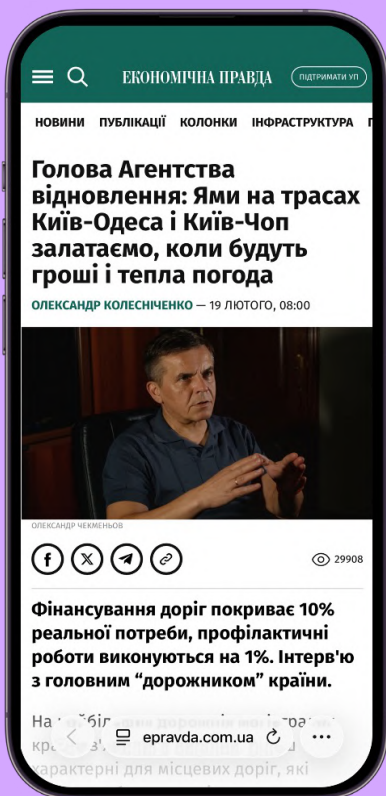 ЕКОНОМІЧНА ПРАВДА
ПІДТРИМАТИ УП
НОВИНИ ПУБЛІКАЦІЇ КОЛОНКИ ІНФРАСТРУКТУРА
Голова Агентства
відновлення: Ями на трасах
Київ-Одеса і Київ-Чоп
залатаємо, коли будуть
гроші і тепла погода
ОЛЕКСАНДР КОЛЕСНІЧЕНКО — 19 ЛЮТОГО, 08:00
ОЛЕКСАНДР ЧЕКМЕНЬОВ
29908
Фінансування доріг покриває 10%
реальної потреби, профілактичні
роботи виконуються на 1%. Інтерв'ю
з головним “дорожником” країни.
epravda.com.ua
характерні для місцевих доріг, які